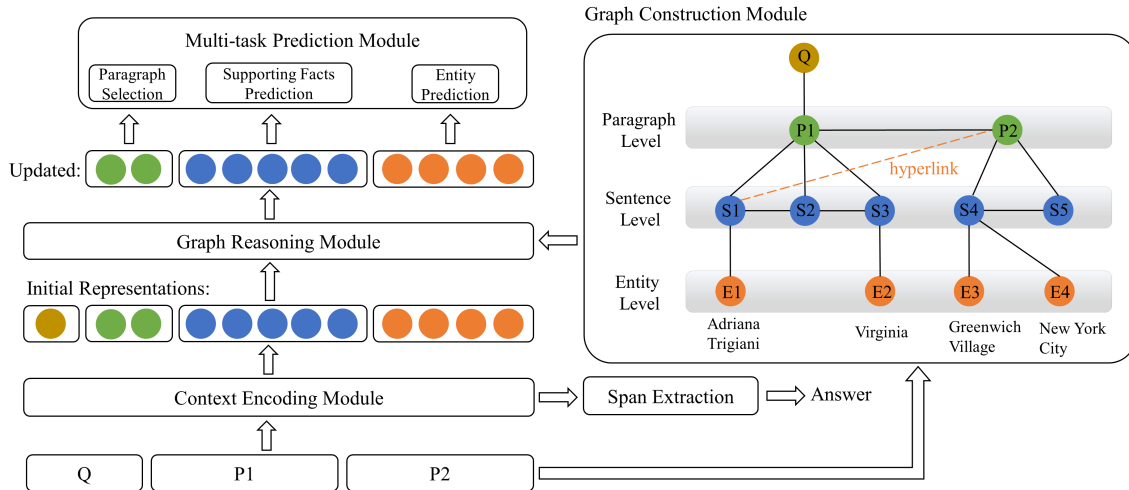 Graph Construction Module
Multi-task Prediction Module
Paragraph
Selection
Supporting Facts
Prediction
Entity
Prediction
Updated:
Graph Reasoning Module
Initial Representations:
Context Encoding Module
Span Extraction
Answer
Q
P1
P2
Q
Paragraph
Level
P1
P2
hyperlink
Sentence
Level
S1
S2
S3
S4
S5
Entity
Level
E1
E2
E3
E4
Adriana
Trigiani
Virginia
Greenwich
Village
New York
City